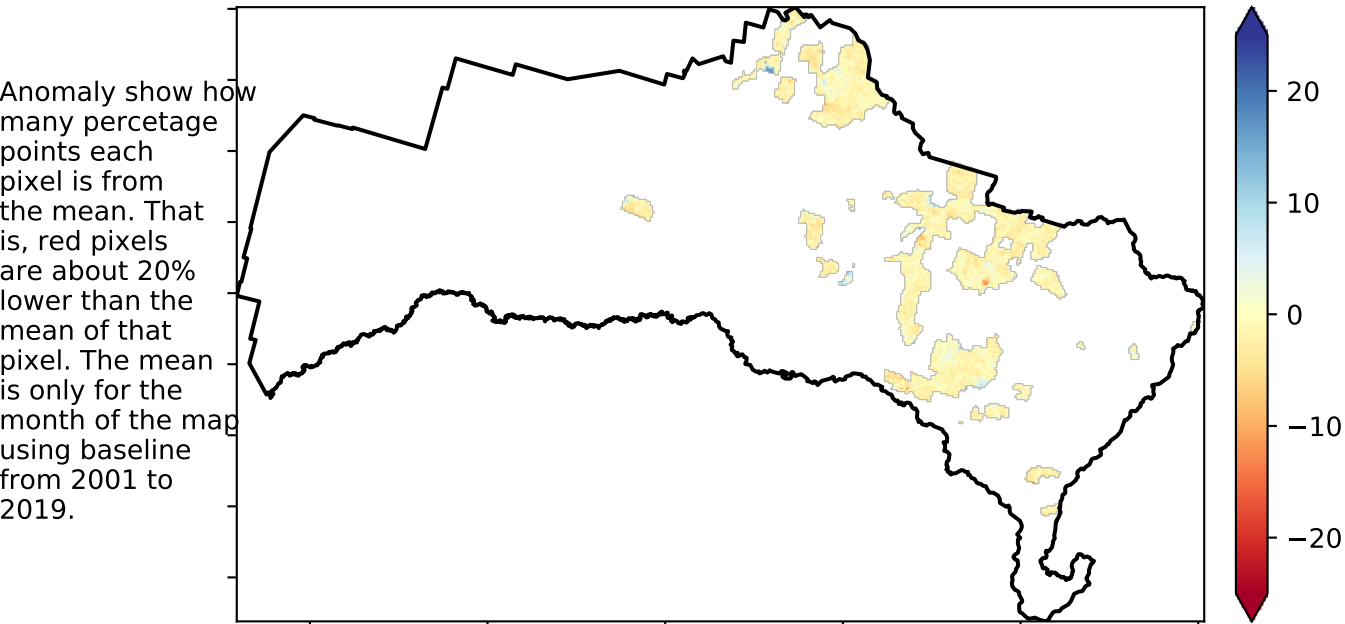 Anomaly show how
many percetage
points each
pixel is from
the mean. That
is, red pixels
are about 20%
lower than the
mean of that
pixel. The mean
is only for the
month of the map
using baseline
from 2001 to
2019.
20
10
0
−10
−20